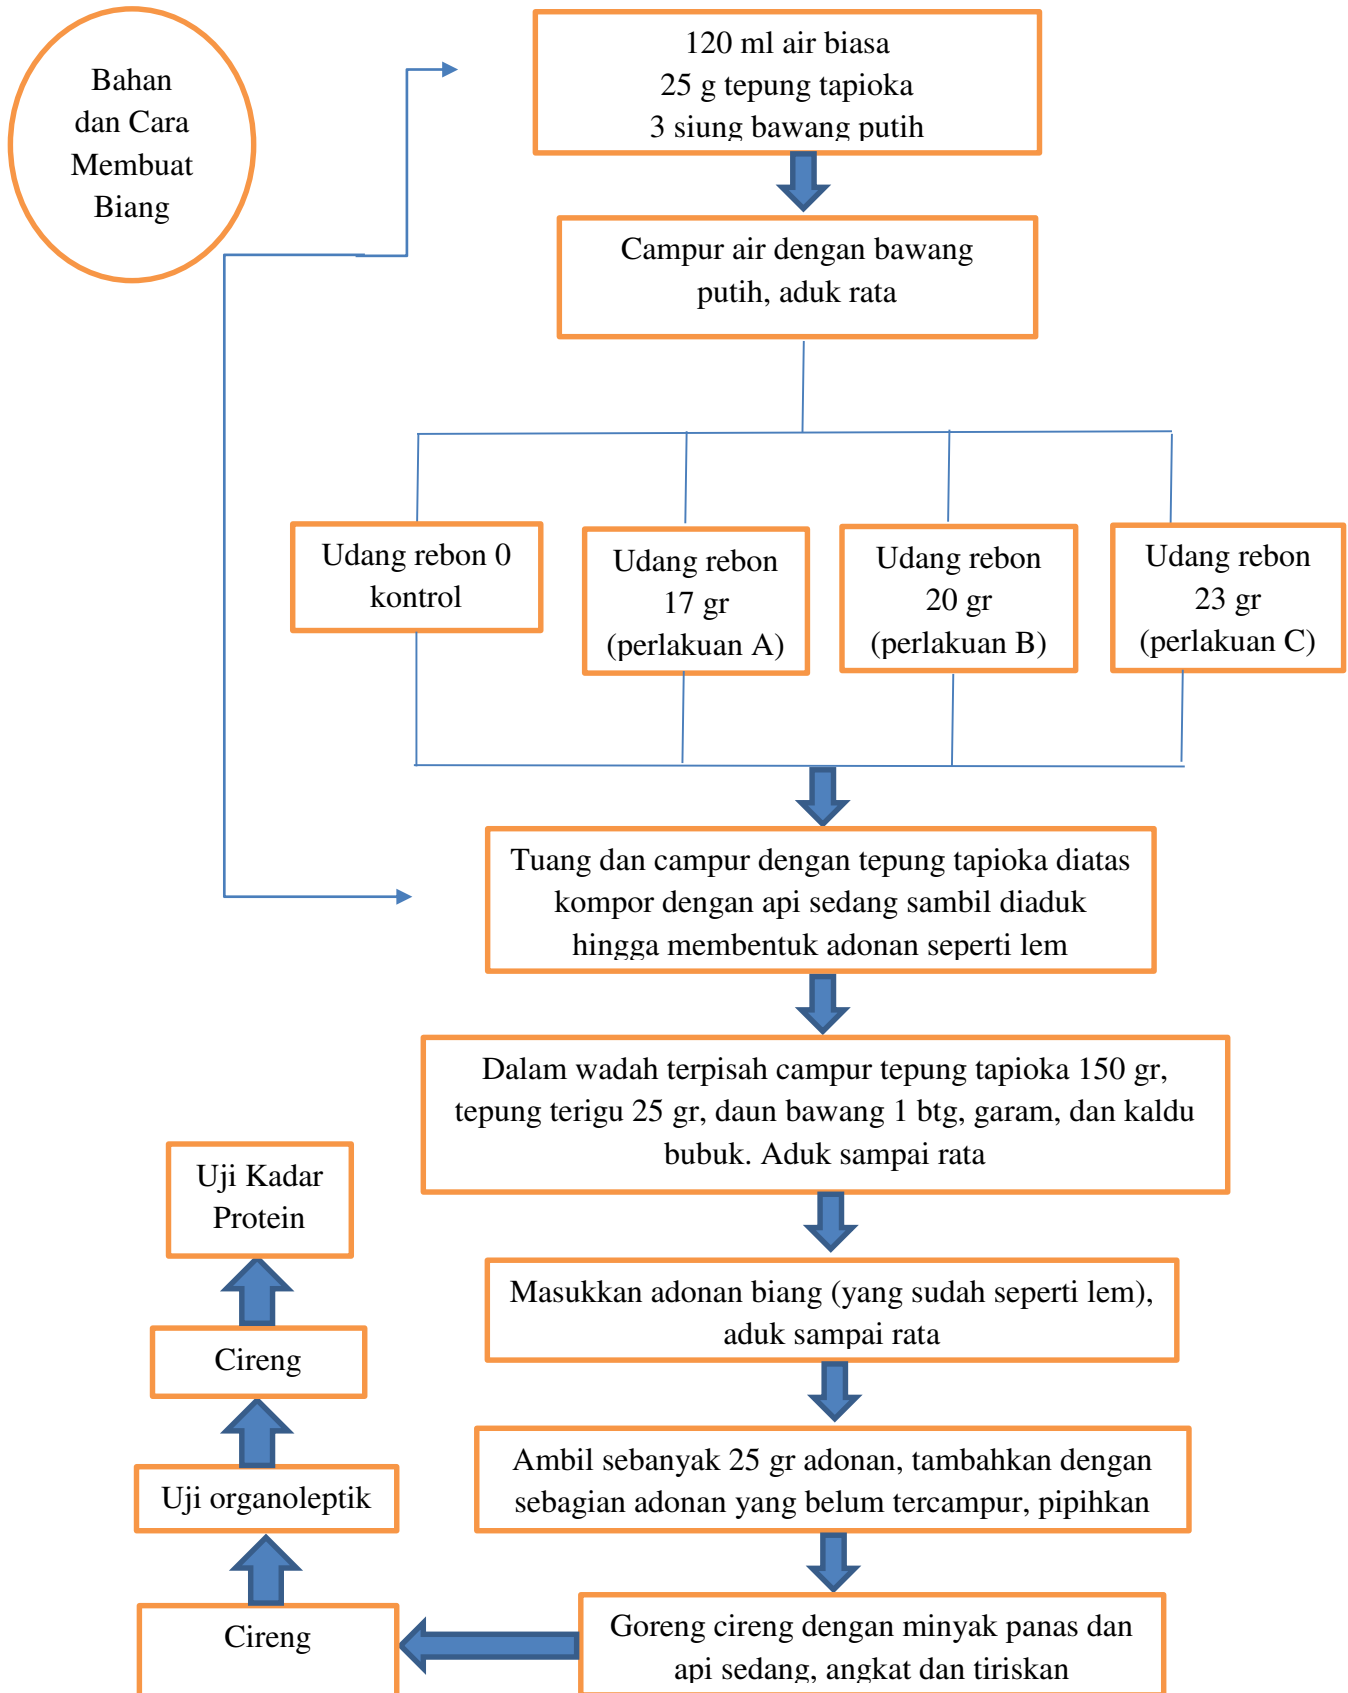 Bahan
dan Cara
Membuat
Biang
120 ml air biasa
25 g tepung tapioka
3 siung bawang putih
Campur air dengan bawang
putih, aduk rata
Udang rebon 0
kontrol
Udang rebon
17 gr
(perlakuan A)
Udang rebon
20 gr
(perlakuan B)
Udang rebon
23 gr
(perlakuan C)
Tuang dan campur dengan tepung tapioka diatas
kompor dengan api sedang sambil diaduk
hingga membentuk adonan seperti lem
Dalam wadah terpisah campur tepung tapioka 150 gr,
tepung terigu 25 gr, daun bawang 1 btg, garam, dan kaldu
bubuk. Aduk sampai rata
Masukkan adonan biang (yang sudah seperti lem),
aduk sampai rata
Ambil sebanyak 25 gr adonan, tambahkan dengan
sebagian adonan yang belum tercampur, pipihkan
Goreng cireng dengan minyak panas dan
api sedang, angkat dan tiriskan
Cireng
Uji organoleptik
Cireng
Uji Kadar
Protein